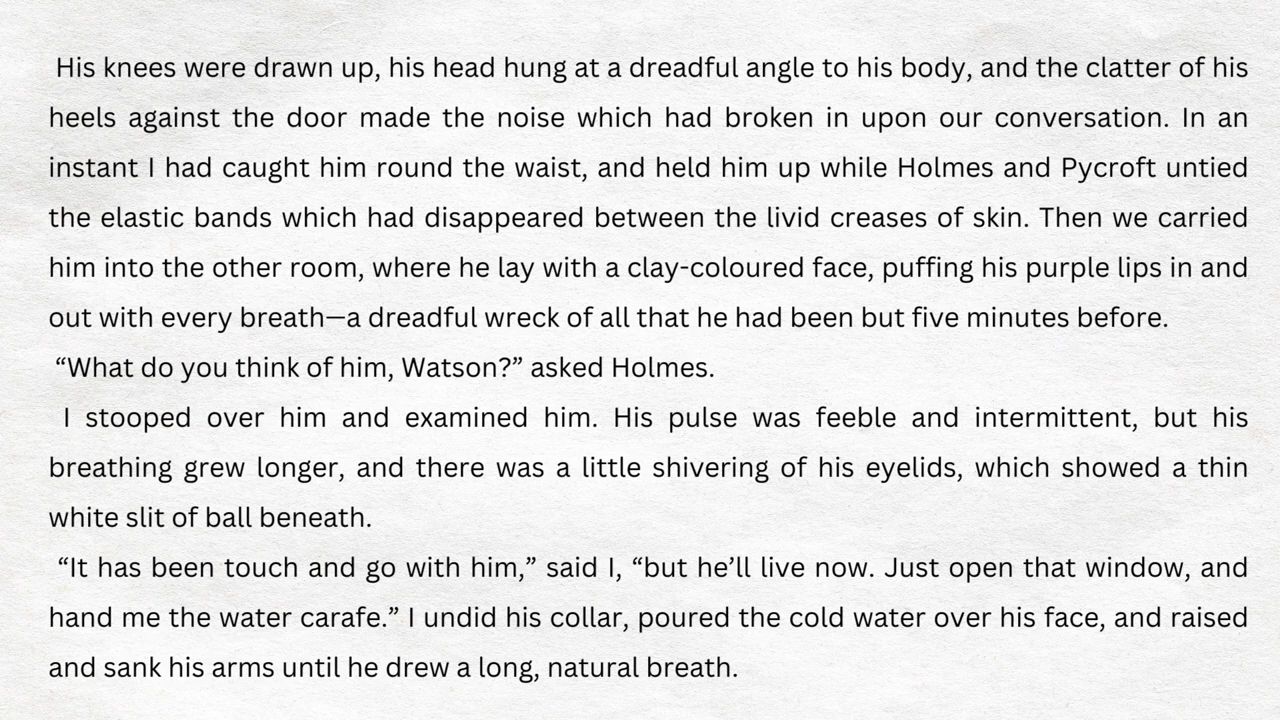 His knees were drawn up, his head hung at a dreadful angle to his body, and the clatter of his
heels against the door made the noise which had broken in upon our conversation. In an
instant I had caught him round the waist, and held him up while Holmes and Pycroft untied
the elastic bands which had disappeared between the livid creases of skin. Then we carried
him into the other room, where he lay with a clay-coloured face, puffing his purple lips in and
out with every breath—a dreadful wreck of all that he had been but five minutes before.
“What do you think of him, Watson?” asked Holmes.
I stooped over him and examined him. His pulse was feeble and intermittent, but his
breathing grew longer, and there was a little shivering of his eyelids, which showed a thin
white slit of ball beneath.
“It has been touch and go with him,” said I, “but he’ll live now. Just open that window, and
hand me the water carafe.” I undid his collar, poured the cold water over his face, and raised
and sank his arms until he drew a long, natural breath.